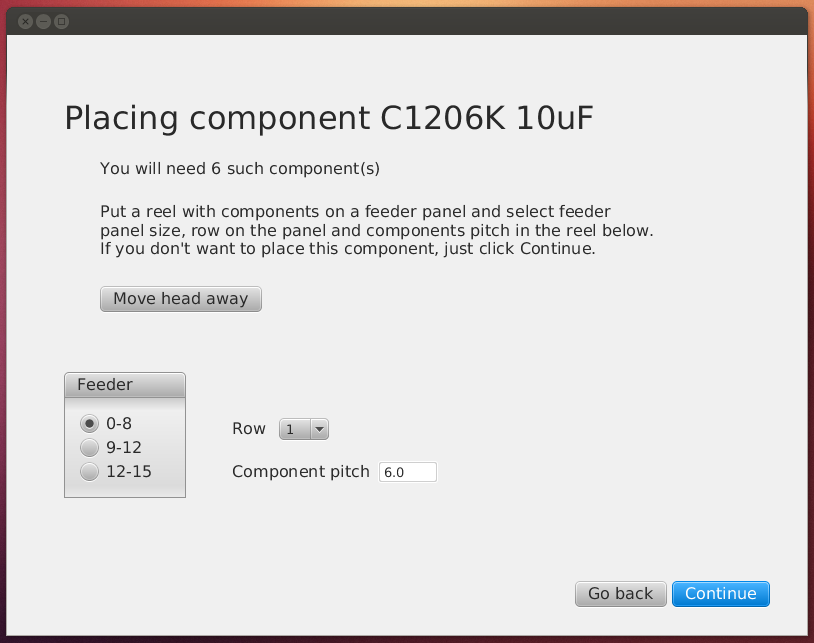 Placing component C1206K 10uF
You will need 6 such component(s)
Put a reel with components on a feeder panel and select feeder
panel size, row on the panel and components pitch in the reel below.
If you don't want to place this component, just click Continue.
Move head away
Feeder
0-8
9-12
12-15
Row 1
Component pitch 6.0
Go back Continue